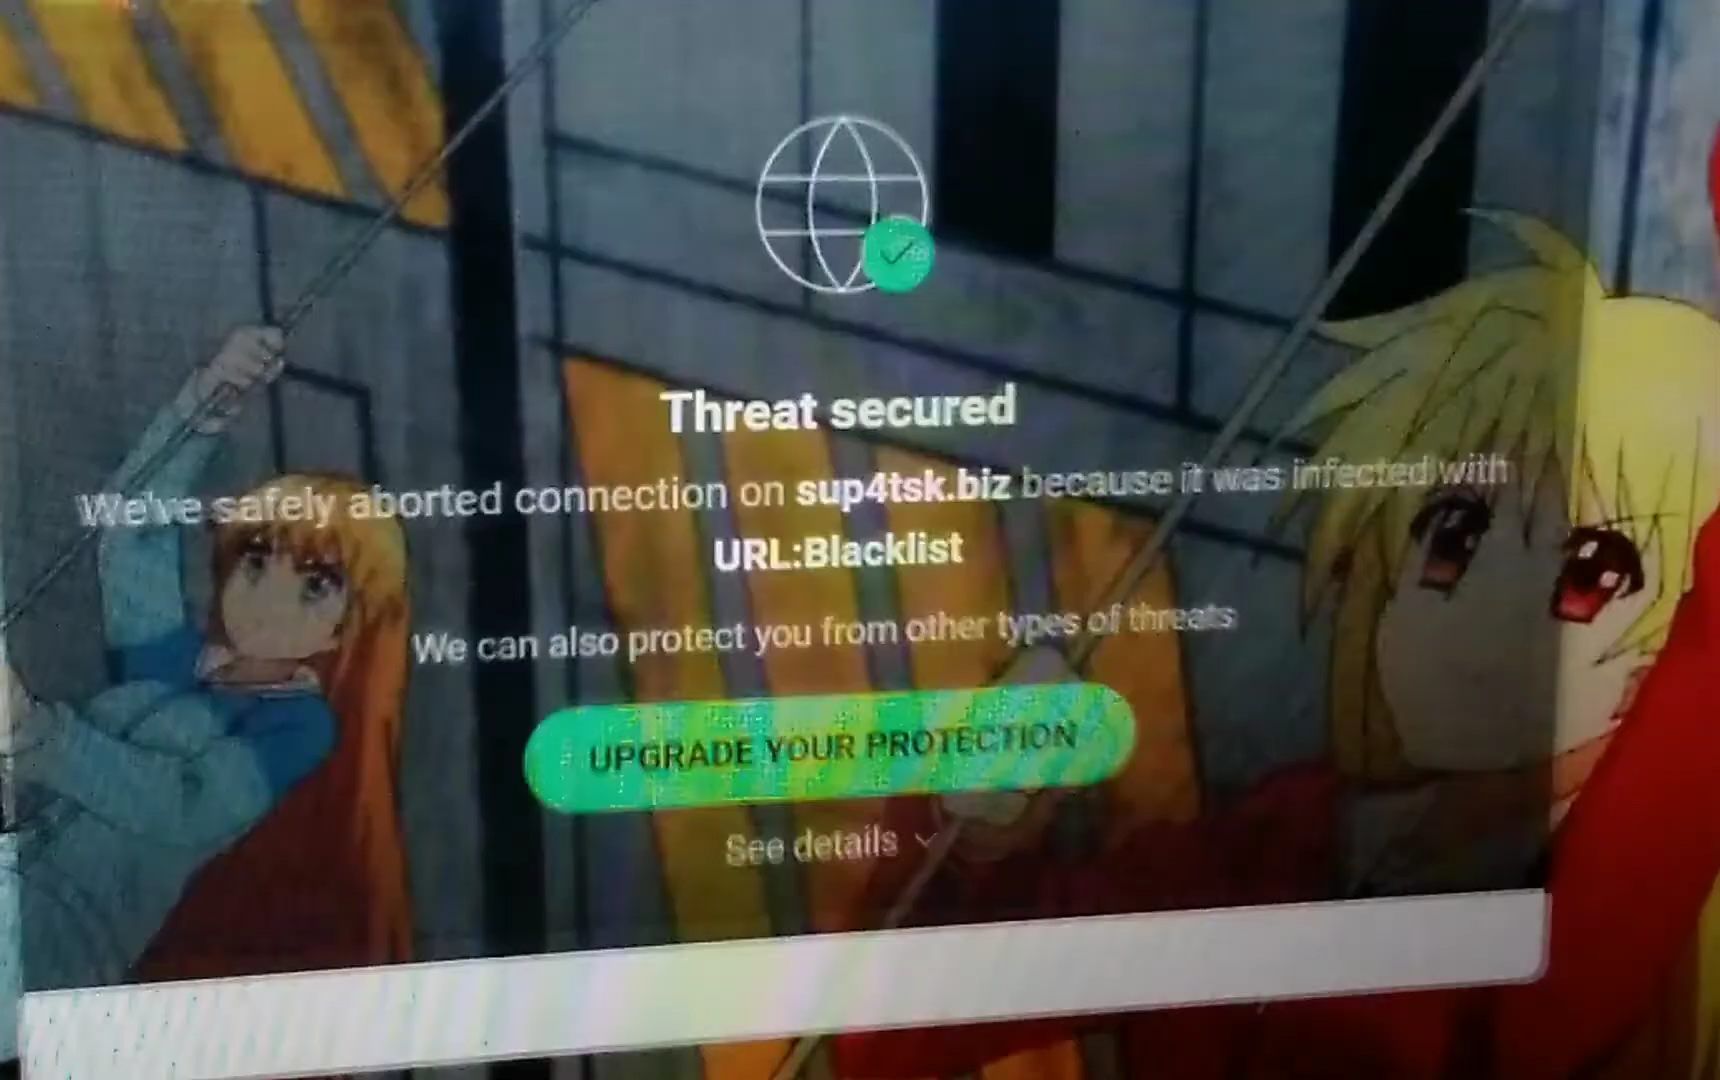 Threat secured
We've safely aborted connection on sup4tsk.biz because it was infected with
URL:Blacklist
We can also protect you from other types of threats
UPGRADE YOUR PROTECTION
See details